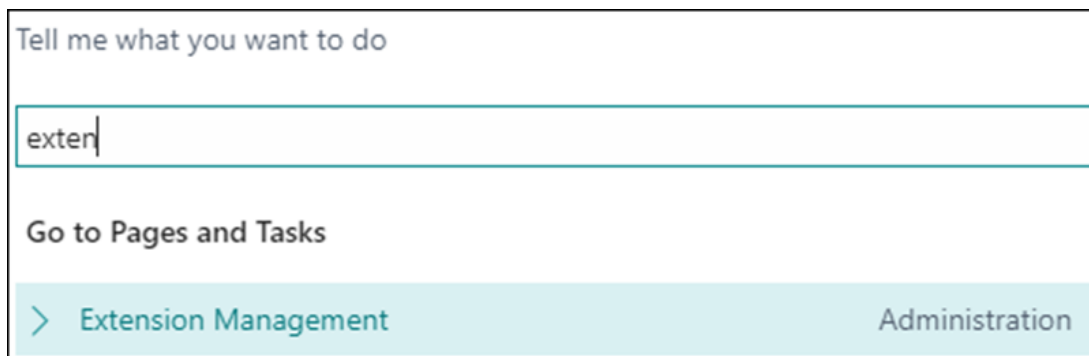 Tell me what you want to do
exten
Go to Pages and Tasks
Extension Management Administration